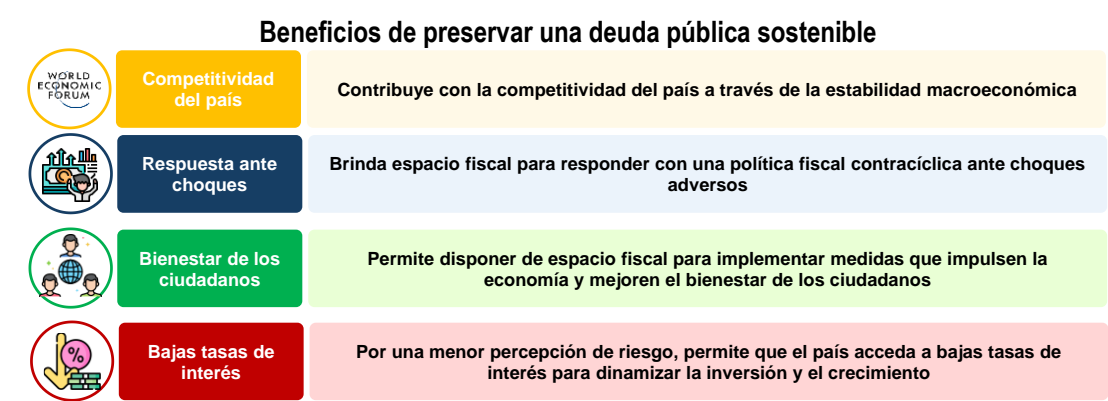 Beneficios de preservar una deuda pública sostenible
WORLD
ECONOMIC
FORUM
Competitividad
del país
Contribuye con la competitividad del país a través de la estabilidad macroeconómica
Respuesta ante
choques
Brinda espacio fiscal para responder con una política fiscal contracíclica ante choques
adversos
Bienestar de los
ciudadanos
Permite disponer de espacio fiscal para implementar medidas que impulsen la
economía y mejoren el bienestar de los ciudadanos
%
Bajas tasas de
interés
Por una menor percepción de riesgo, permite que el país acceda a bajas tasas de
interés para dinamizar la inversión y el crecimiento